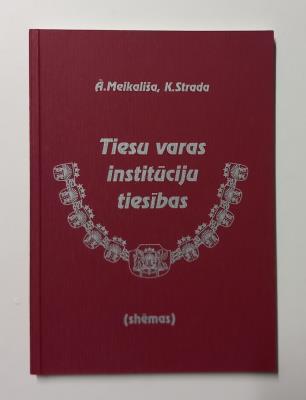 Ā.Meikališa, K.Strada
Tiesu varas
institūciju
tiesības
(shēmas)